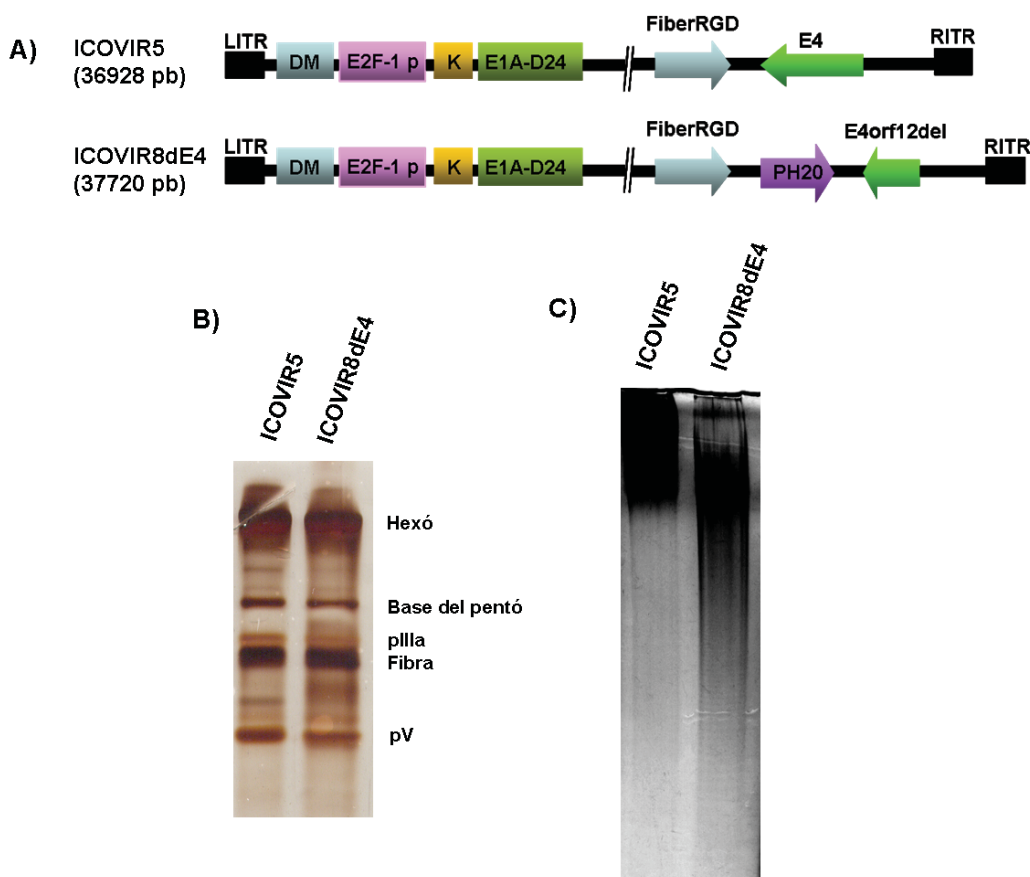 A)
ICOVIR5
(36928 pb)
LITR
DM
E2F-1 p
K
E1A-D24
FiberRGD
E4
RITR
ICOVIR8dE4
(37720 pb)
LITR
DM
E2F-1 p
K
E1A-D24
FiberRGD
PH20
E4orf12del
RITR
B)
ICOVIR5
ICOVIR8dE4
Hexó
Base del pentó
pIIIa
Fibra
pV
C)
ICOVIR5
ICOVIR8dE4